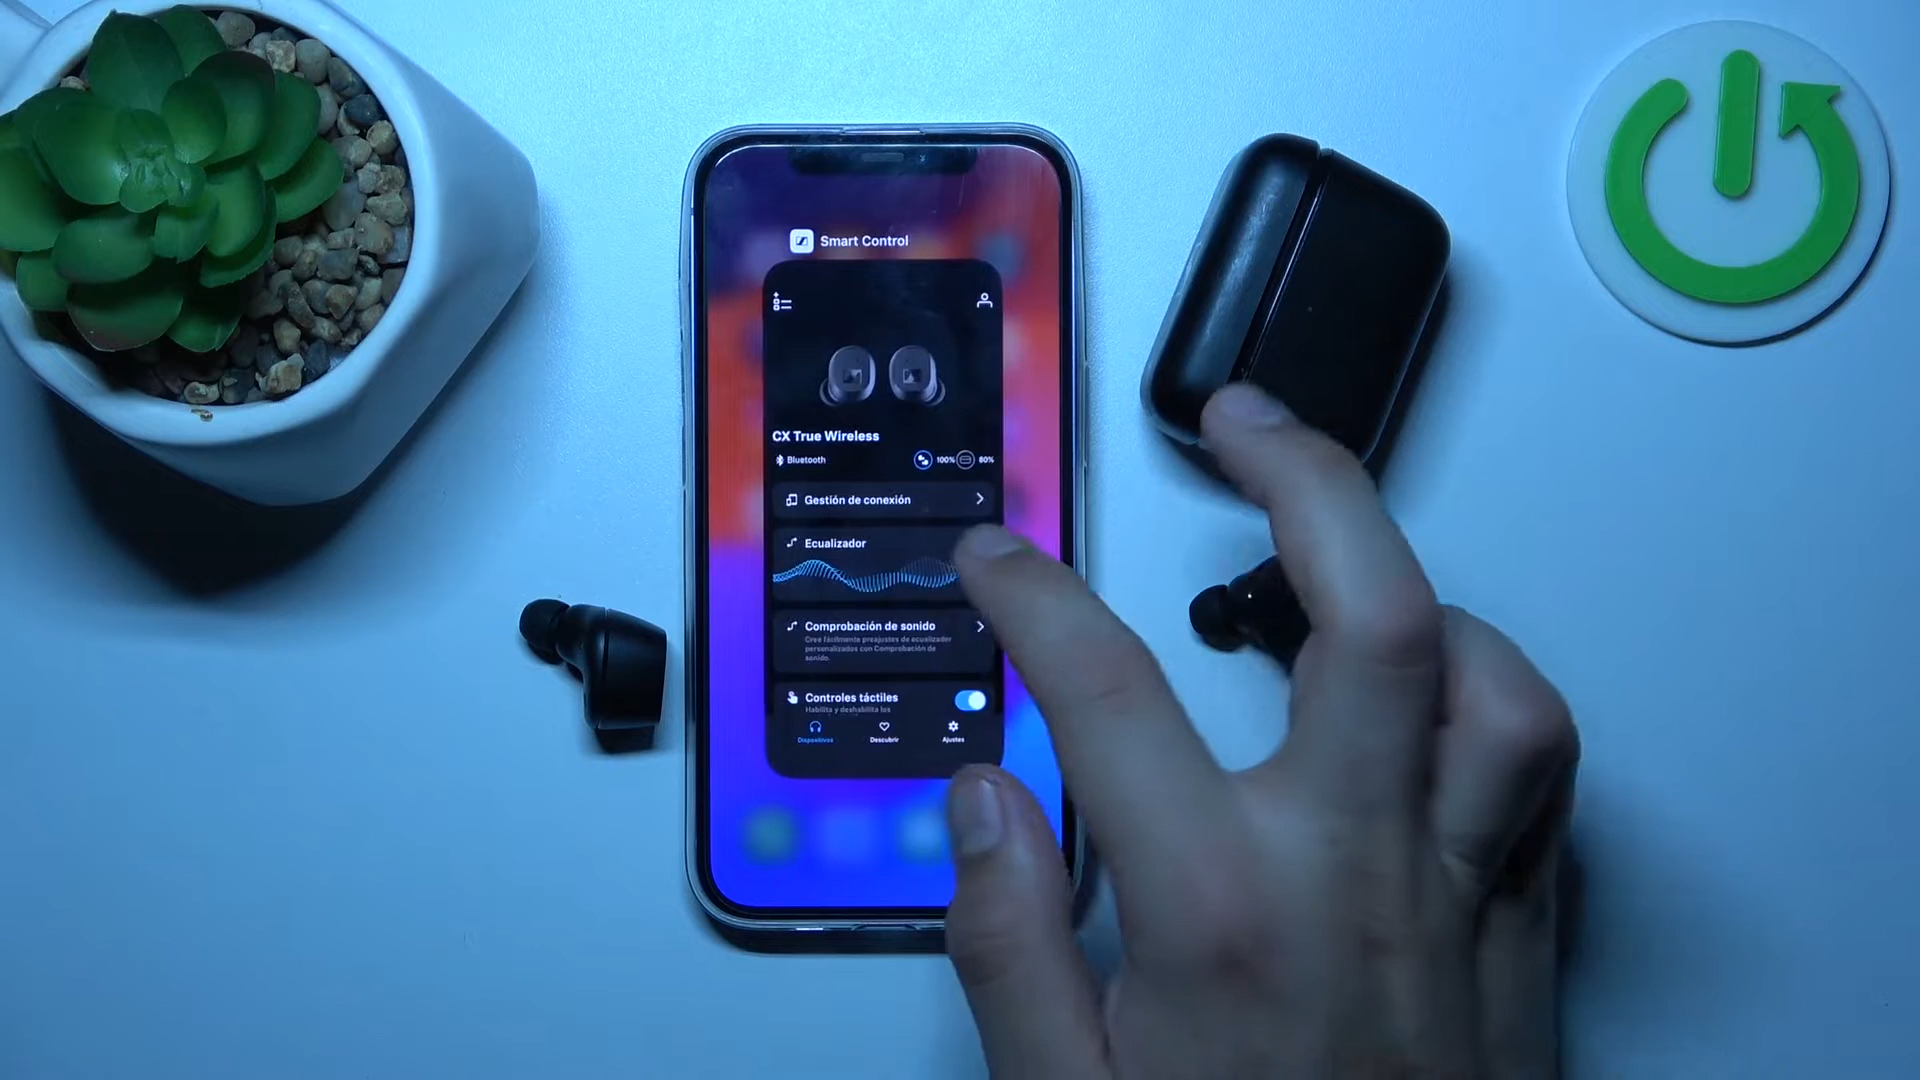 Smart Control
CX True Wireless
Bluetooth
100%
80%
Gestión de conexión
Ecualizador
Comprobación de sonido
Cree fácilmente preajustes de ecualizador
personalizados con Comprobación de
sonido.
Controles táctiles
Habilita y deshabilita los
Dispositivos
Descubrir
Ajustes